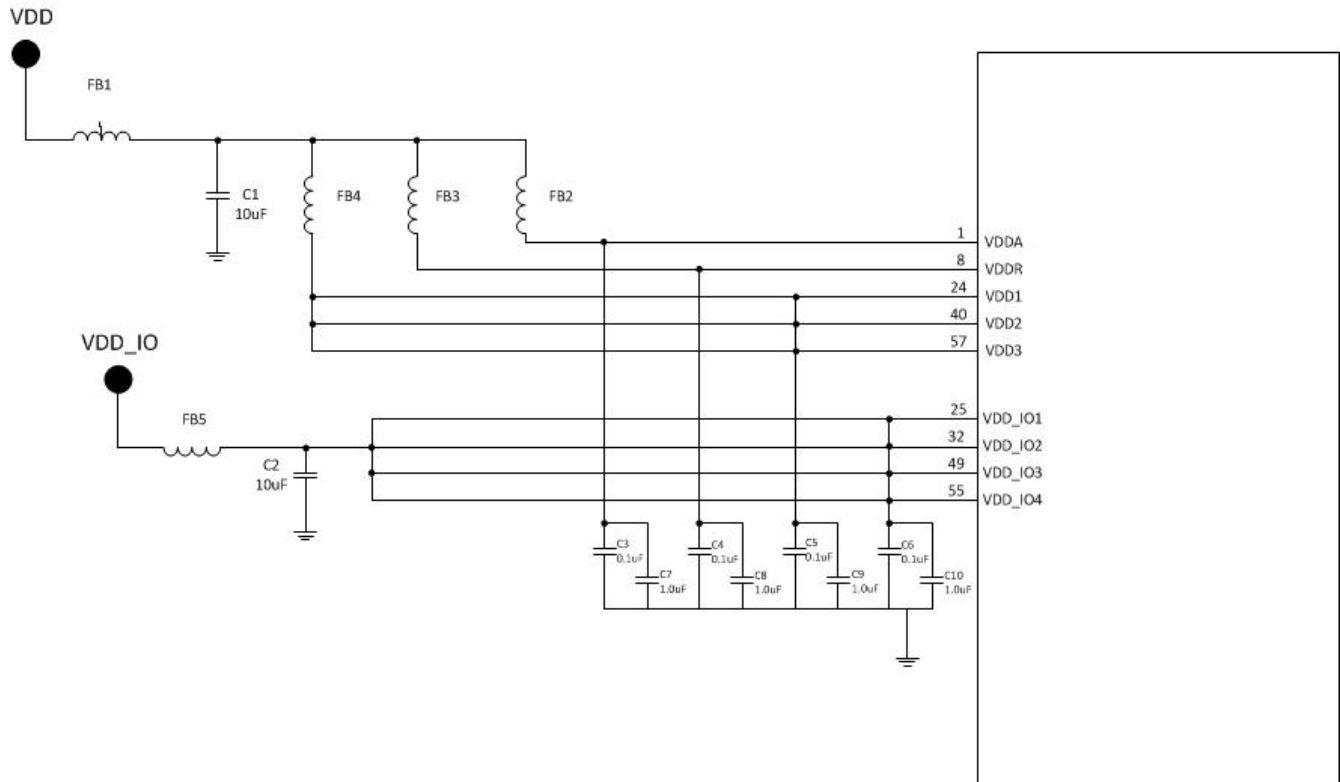 VDD
FB1
C1
10uF
FB4
FB3
FB2
1
VDDA
8
VDDR
24
VDD1
40
VDD2
57
VDD3
VDD_IO
FB5
C2
10uF
25
VDD_IO1
32
VDD_IO2
49
VDD_IO3
55
VDD_IO4
C3
0.1uF
C7
1.0uF
C4
0.1uF
C8
1.0uF
C5
0.1uF
C9
1.0uF
C6
0.1uF
C10
1.0uF